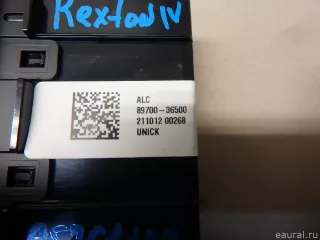 Rexton IV
ALC
89700-36500
211012 00268
UNICK
eaural.ru